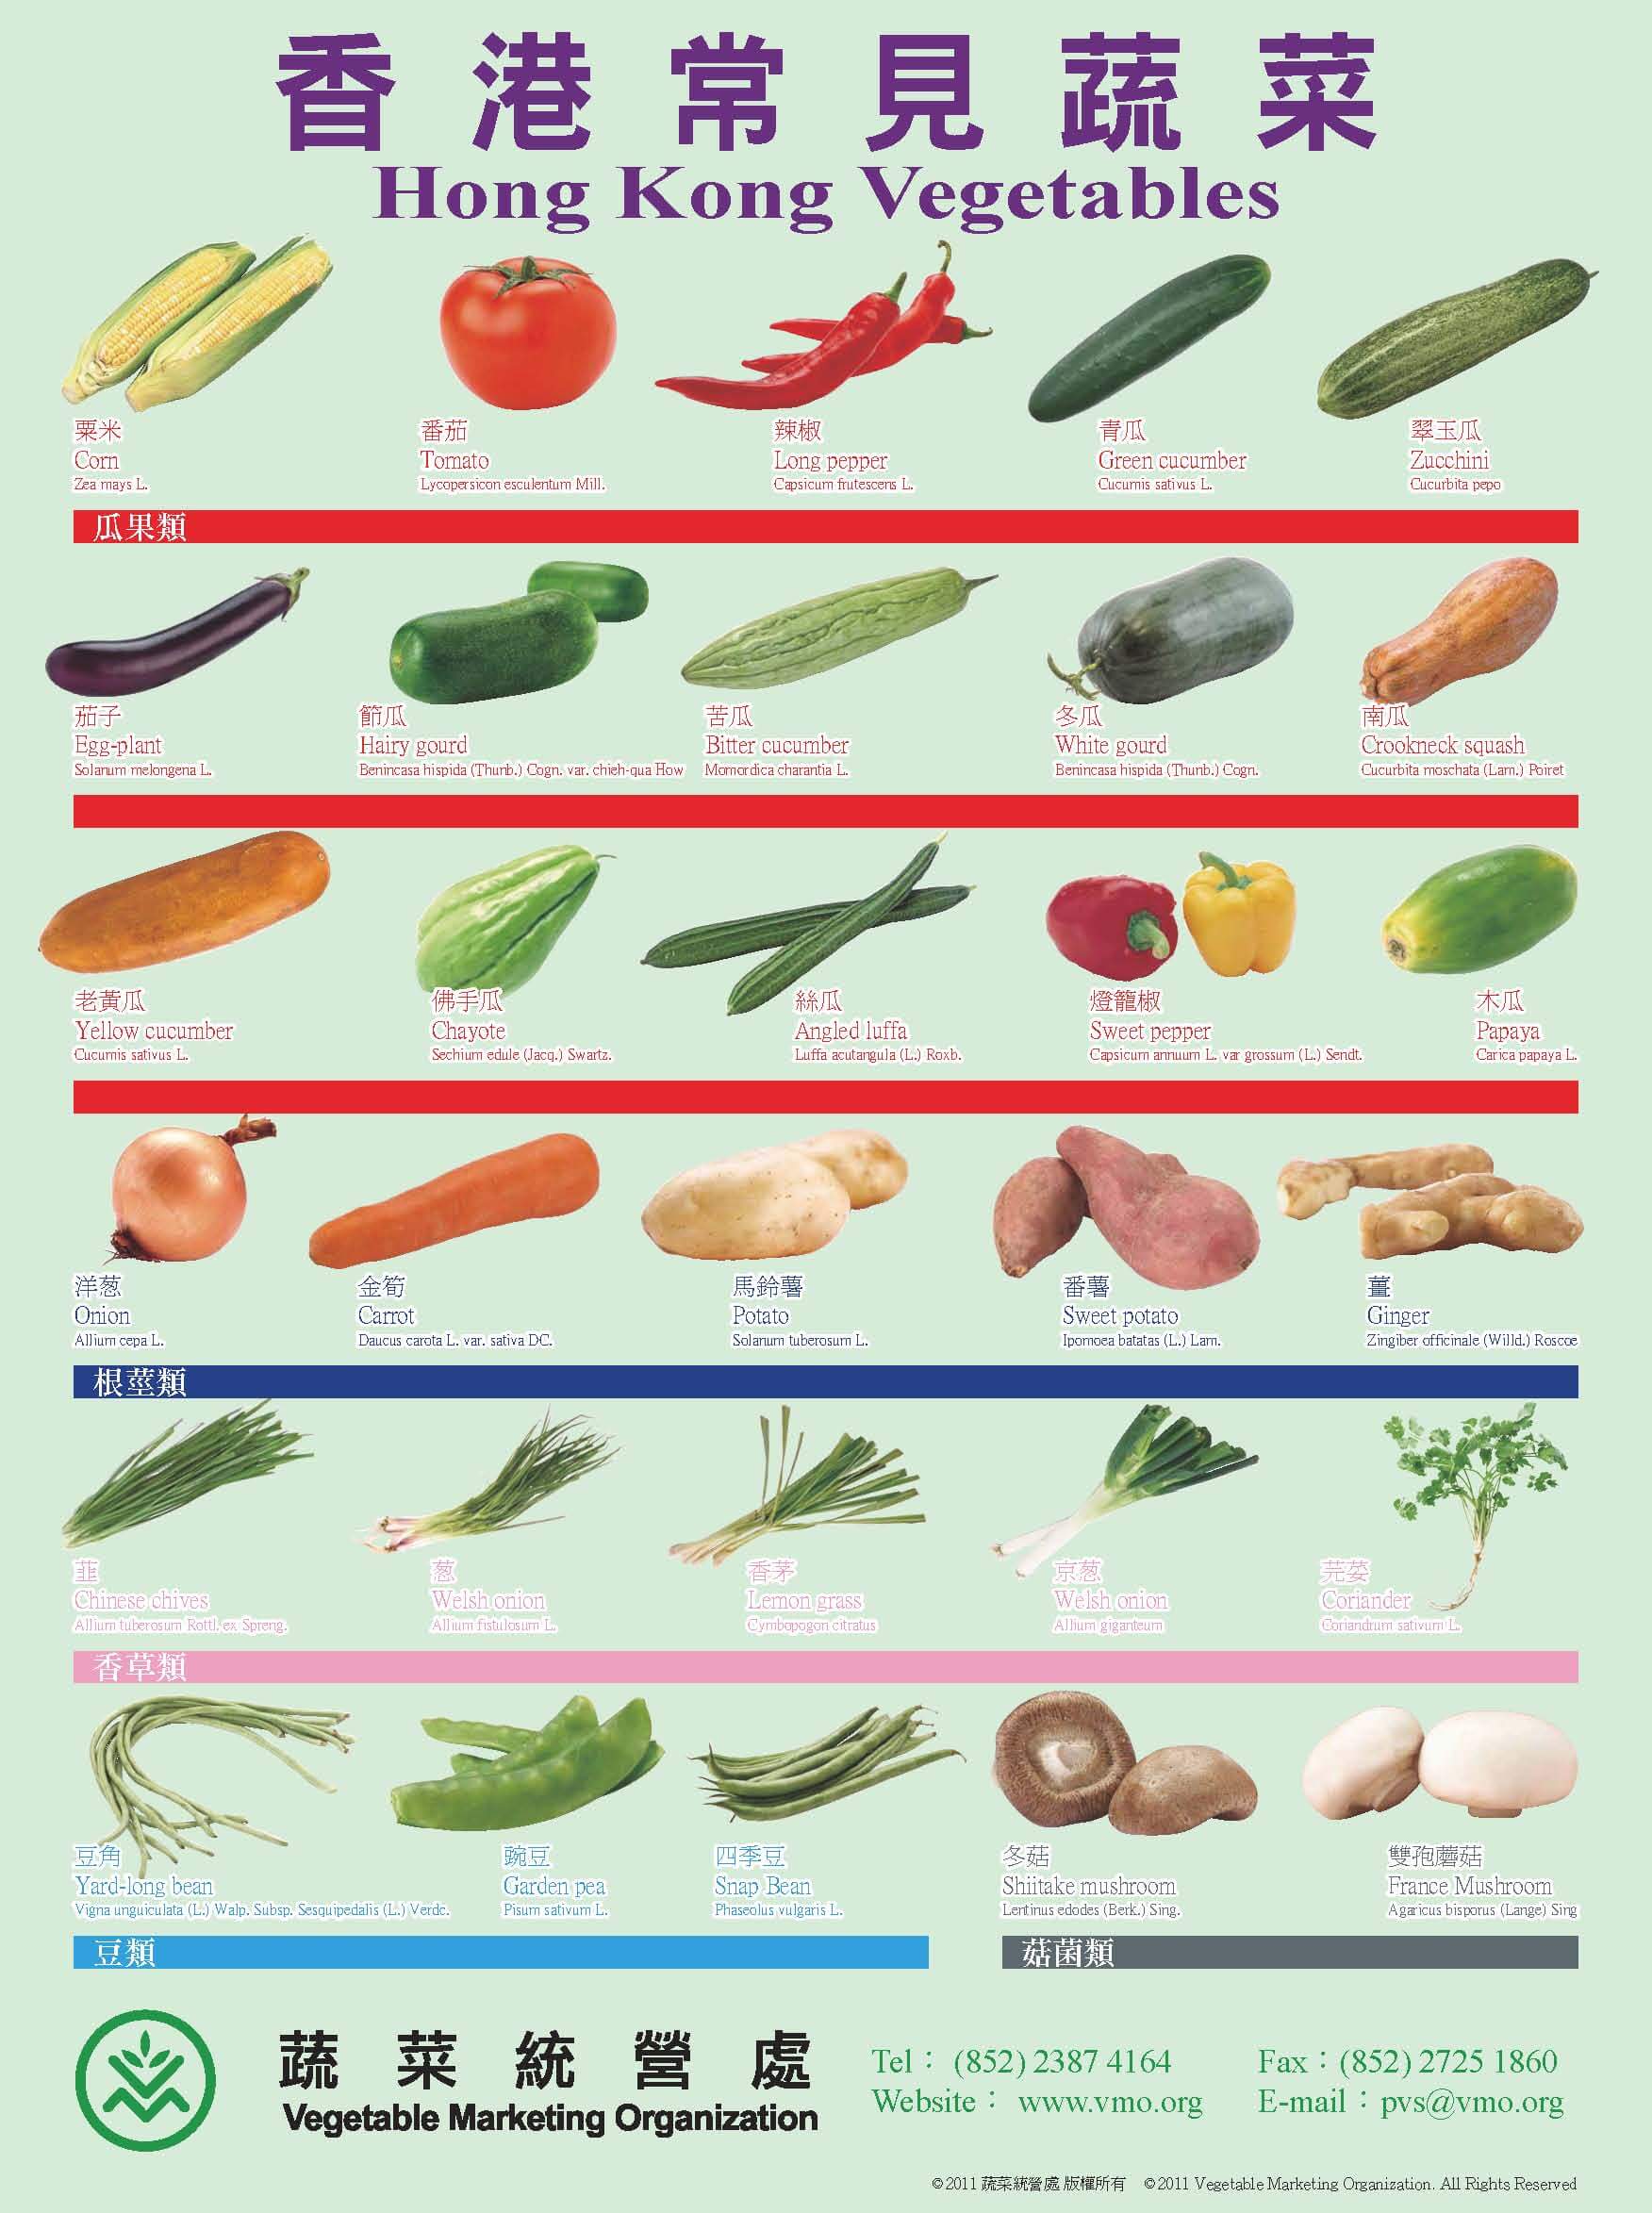 香港常見蔬菜
Hong Kong Vegetables
粟米
Corn
Zea mays L.
番茄
Tomato
Lycopersicon esculentum Mill.
辣椒
Long pepper
Capsicum frutescens L.
青瓜
Green cucumber
Cucumis sativus L.
翠玉瓜
Zucchini
Cucurbita pepo
瓜果類
茄子
Egg-plant
Solanum melongena L.
節瓜
Hairy gourd
Benincasa hispida (Thunb.) Cogn. var. chieh-qua How
苦瓜
Bitter cucumber
Momordica charantia L.
冬瓜
White gourd
Benincasa hispida (Thunb.) Cogn.
南瓜
Crookneck squash
Cucurbita moschata (Lam.) Poiret
老黃瓜
Yellow cucumber
Cucumis sativus L.
佛手瓜
Chayote
Sechium edule (Jacq.) Swartz.
絲瓜
Angled luffa
Luffa acutangula (L.) Roxb.
燈籠椒
Sweet pepper
Capsicum annuum L. var grossum (L.) Sendt.
木瓜
Papaya
Carica papaya L.
洋葱
Onion
Allium cepa L.
金筍
Carrot
Daucus carota L. var. sativa DC.
馬鈴薯
Potato
Solanum tuberosum L.
番薯
Sweet potato
Ipomoea batatas (L.) Lam.
薑
Ginger
Zingiber officinale (Willd.) Roscoe
根莖類
韮
Chinese chives
Allium tuberosum Rottl. ex Spreng.
葱
Welsh onion
Allium fistulosum L.
香茅
Lemon grass
Cymbopogon citratus
京葱
Welsh onion
Allium giganteum
芫荽
Coriander
Coriandrum sativum L.
香草類
豆角
Yard-long bean
Vigna unguiculata (L.) Walp. Subsp. Sesquipedalis (L.) Verdc.
豌豆
Garden pea
Pisum sativum L.
四季豆
Snap Bean
Phaseolus vulgaris L.
冬菇
Shiitake mushroom
Lentinus edodes (Berk.) Sing.
雙孢蘑菇
France Mushroom
Agaricus bisporus (Lange) Sing
豆類
菇菌類
蔬菜統營處
Vegetable Marketing Organization
Tel： (852) 2387 4164
Fax：(852) 2725 1860
Website： www.vmo.org
E-mail：pvs@vmo.org
©2011 蔬菜統營處 版權所有 ©2011 Vegetable Marketing Organization. All Rights Reserved